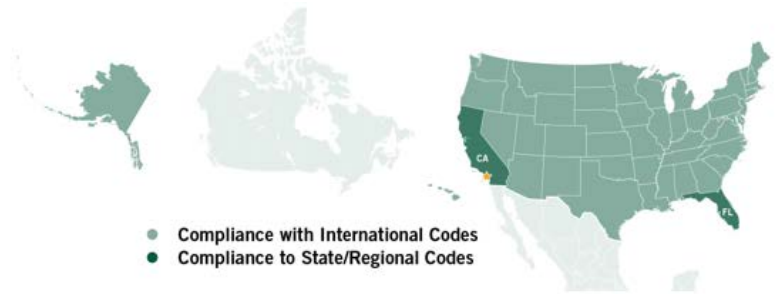 CA
FL
Compliance with International Codes
Compliance to State/Regional Codes